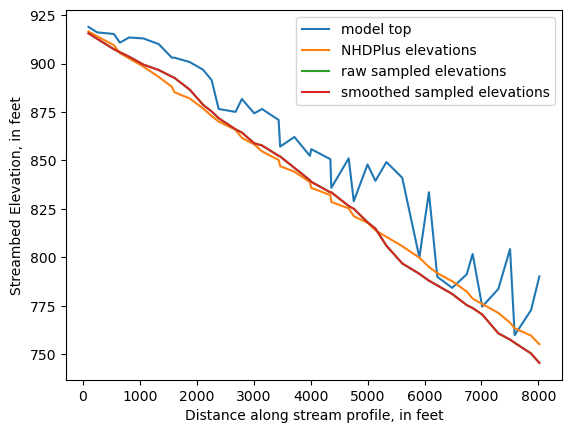 model top
NHDPlus elevations
raw sampled elevations
smoothed sampled elevations
Streambed Elevation, in feet
925
900
875
850
825
800
775
750
0 1000 2000 3000 4000 5000 6000 7000 8000
Distance along stream profile, in feet